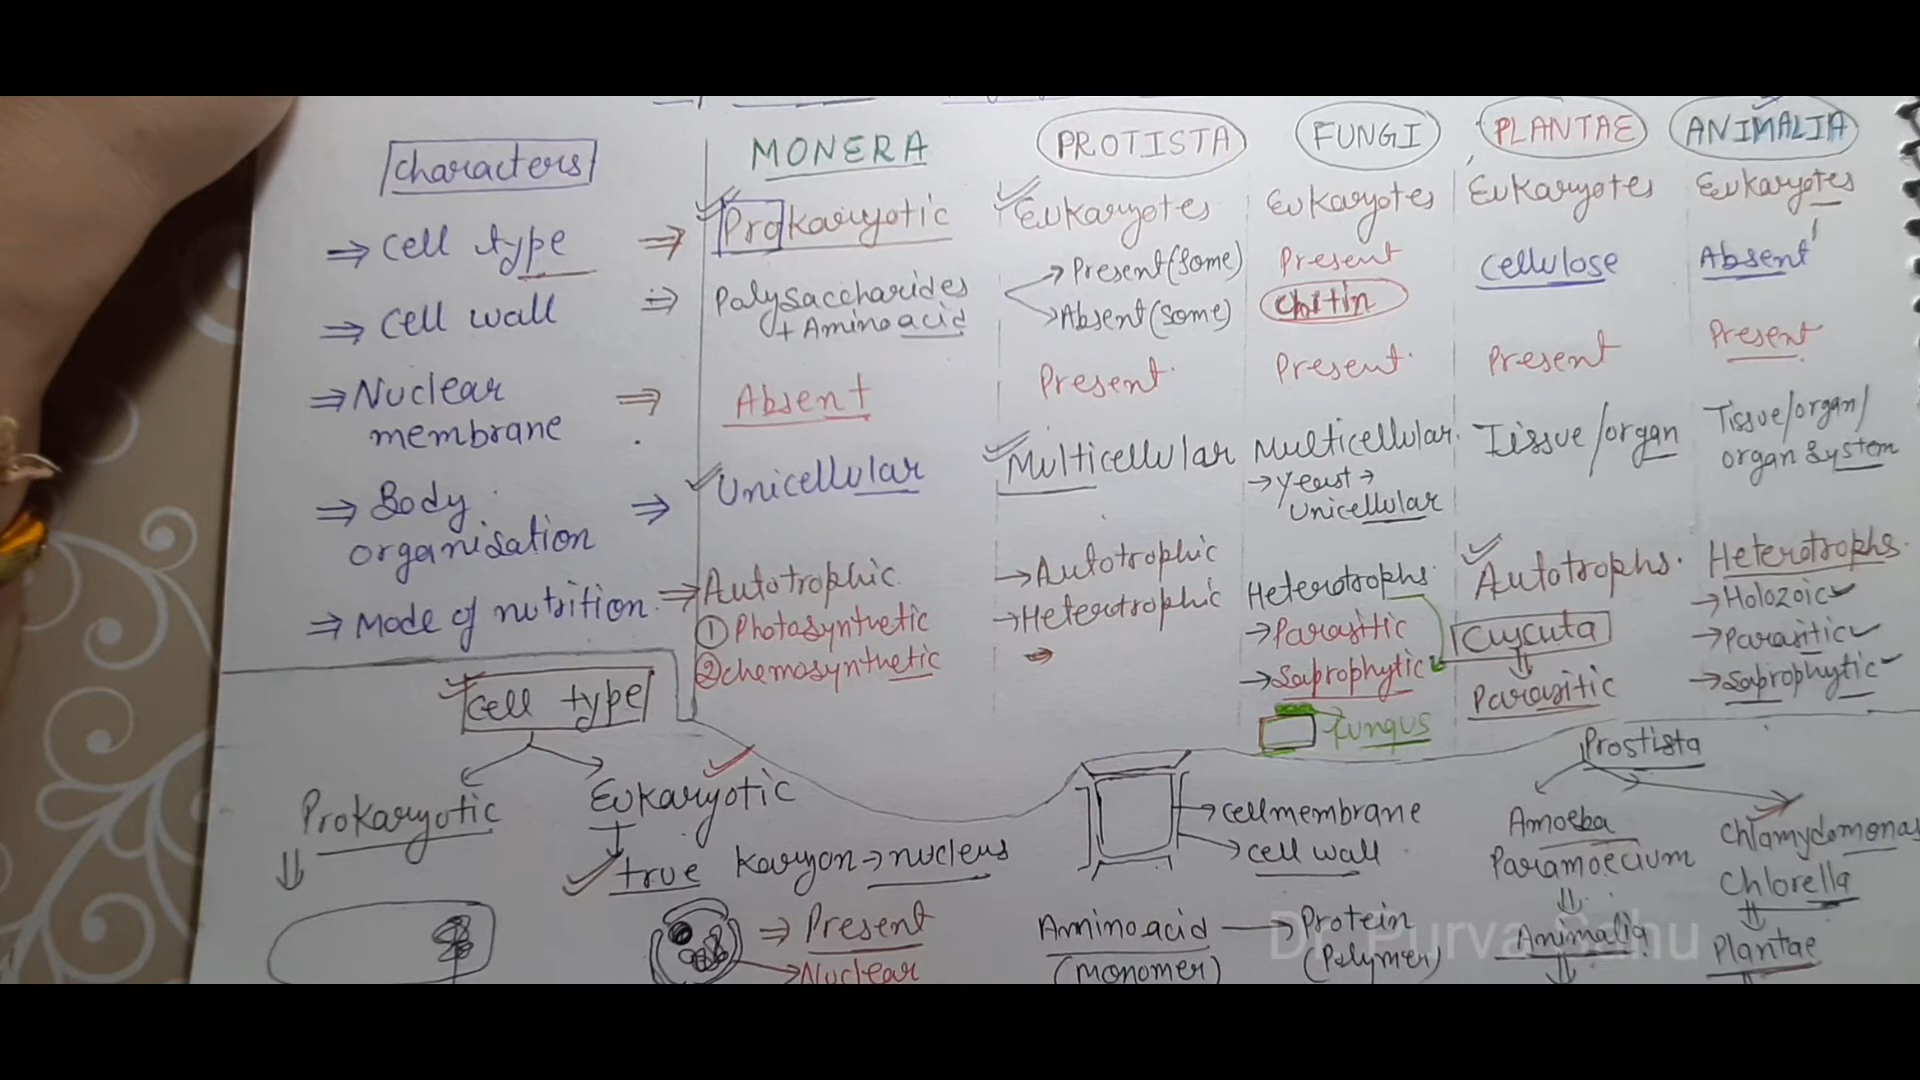 Characters
MONERA
PROTISTA
FUNGI
PLANTAE
ANIMALIA
⇒ Cell type ⇒
Prokaryotic
Eukaryotes
Eukaryotes
Eukaryotes
Eukaryotes
⇒ Cell wall ⇒
Polysaccharides
+ Amino acid
→ Present (some)
→ Absent (some)
Present
Chitin
Cellulose
Absent
⇒ Nuclear
membrane ⇒
Absent
Present
Present
Present
Present
⇒ Body
organisation ⇒
Unicellular
Multicellular
Multicellular.
→ Yeast →
Unicellular
Tissue/organ
Tissue/organ/
organ system
⇒ Mode of nutrition ⇒
Autotrophic
① Photosynthetic
② chemosynthetic
→ Autotrophic
→ Heterotrophic
Heterotrophs.
→ Parasitic
→ Saprophytic
fungus
Autotrophs.
Cuycuta
Parasitic
Heterotrophs.
→ Holozoic
→ Parasitic
→ Saprophytic
Cell type
Prokaryotic
Eukaryotic
true Karyon → nucleus
⇒ Present
→ Nuclear
→ cell membrane
→ cell wall
Amino acid → Protein
(monomer) (Polymer)
Prostista
Amoeba
Paramoecium
Animalia
Chlamydomonas
Chlorella
Plantae
Dr. Purva Sahu